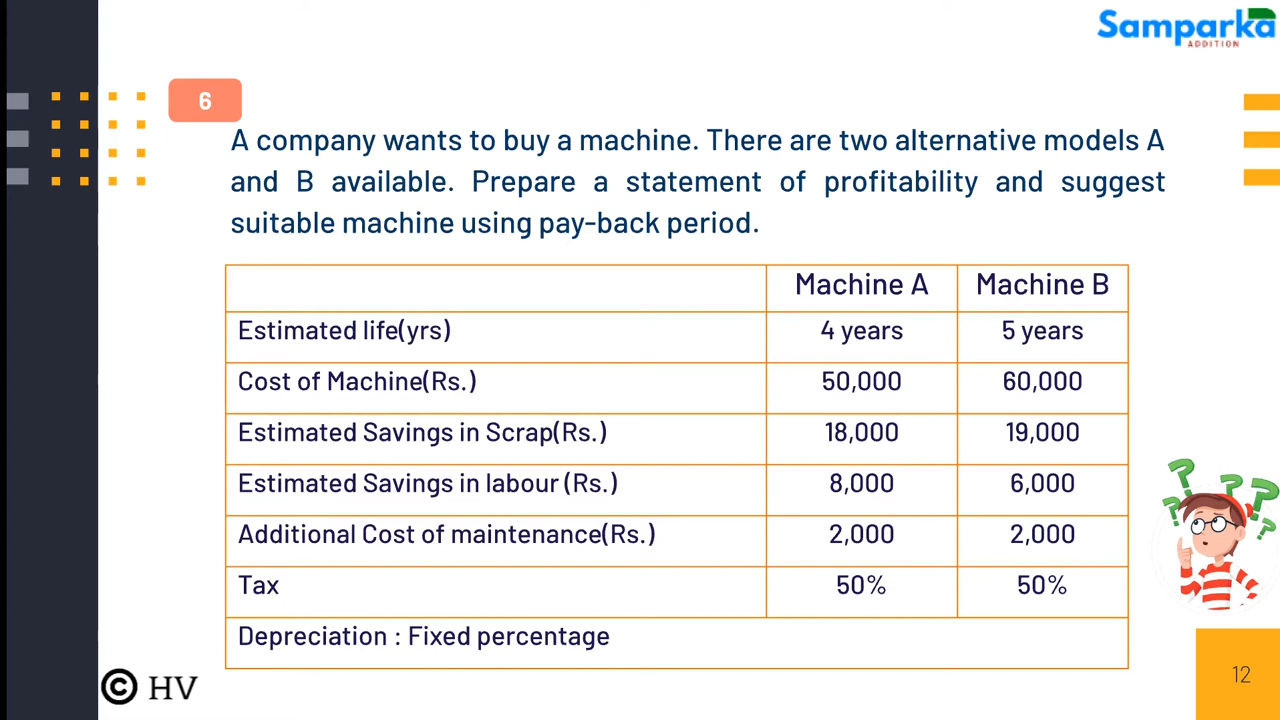 Samparka
ADDITION
6
A company wants to buy a machine. There are two alternative models A
and B available. Prepare a statement of profitability and suggest
suitable machine using pay-back period.
Machine A Machine B
Estimated life(yrs) 4 years 5 years
Cost of Machine(Rs.) 50,000 60,000
Estimated Savings in Scrap(Rs.) 18,000 19,000
Estimated Savings in labour (Rs.) 8,000 6,000
Additional Cost of maintenance(Rs.) 2,000 2,000
Tax 50% 50%
Depreciation : Fixed percentage
© HV
12